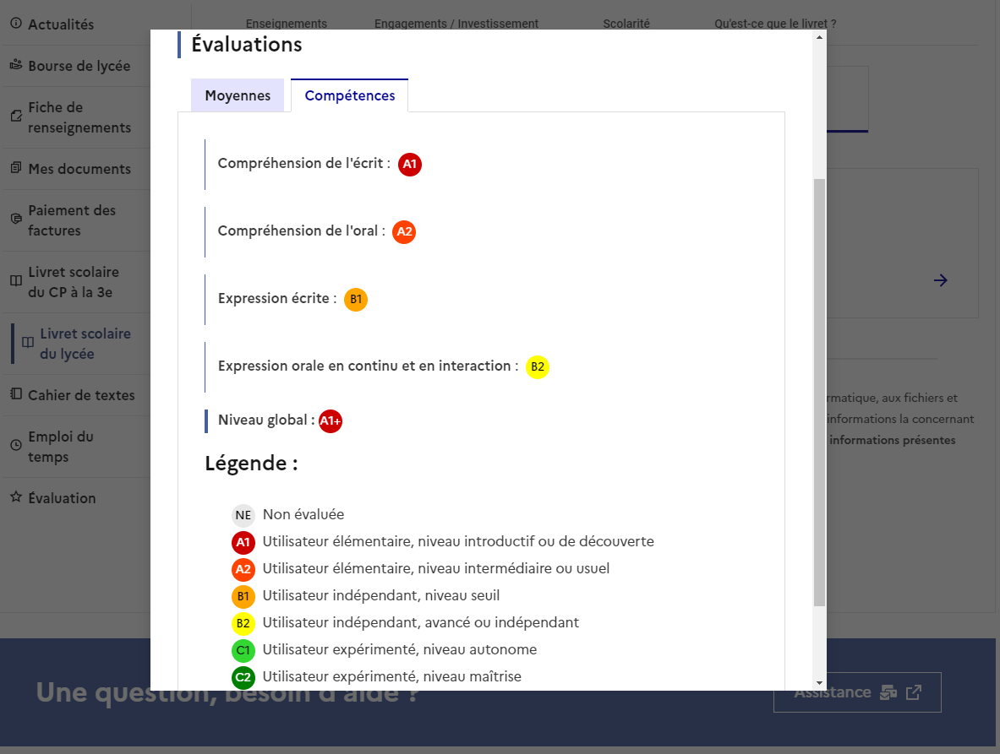 Actualités
Bourse de lycée
Fiche de
renseignements
Mes documents
Paiement des
factures
Livret scolaire
du CP à la 3e
Livret scolaire
du lycée
Cahier de textes
Emploi du
temps
Évaluation
Enseignements
Engagements / Investissement
Scolarité
Qu'est-ce que le livret ?
Évaluations
Moyennes
Compétences
Compréhension de l'écrit : A1
Compréhension de l'oral : A2
Expression écrite : B1
Expression orale en continu et en interaction : B2
Niveau global : A1+
Légende :
NE Non évaluée
A1 Utilisateur élémentaire, niveau introductif ou de découverte
A2 Utilisateur élémentaire, niveau intermédiaire ou usuel
B1 Utilisateur indépendant, niveau seuil
B2 Utilisateur indépendant, avancé ou indépendant
C1 Utilisateur expérimenté, niveau autonome
C2 Utilisateur expérimenté, niveau maîtrise
rmatique, aux fichiers et
informations la concernant
informations présentes
Une question, besoin d'aide ?
Assistance